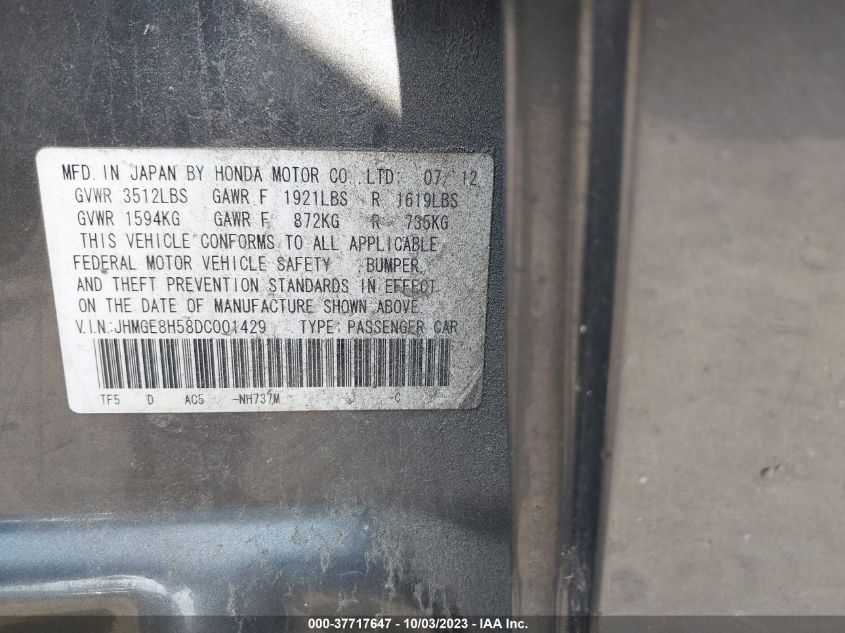 MFD. IN JAPAN BY HONDA MOTOR CO., LTD. 07/12
GVWR 3512LBS GAWR F 1921LBS R 1619LBS
GVWR 1594KG GAWR F 872KG R 735KG
THIS VEHICLE CONFORMS TO ALL APPLICABLE
FEDERAL MOTOR VEHICLE SAFETY, BUMPER,
AND THEFT PREVENTION STANDARDS IN EFFECT
ON THE DATE OF MANUFACTURE SHOWN ABOVE.
V.I.N.:JHMGE8H58DC001429 TYPE: PASSENGER CAR
TF5 D AC5 -NH737M J -C
000-37717647 - 10/03/2023 - IAA Inc.